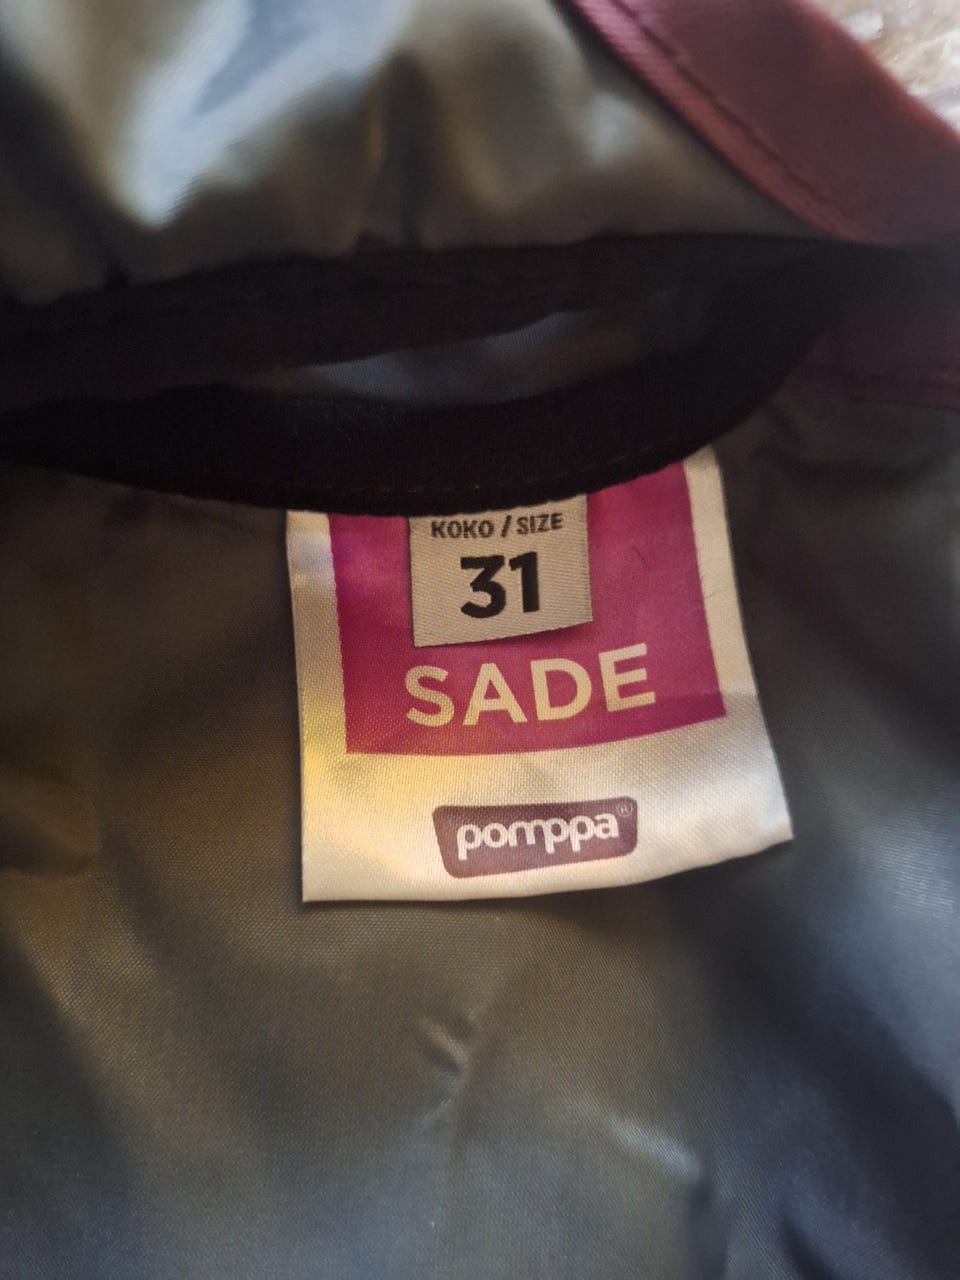 KOKO / SIZE
31
SADE
pomppa®